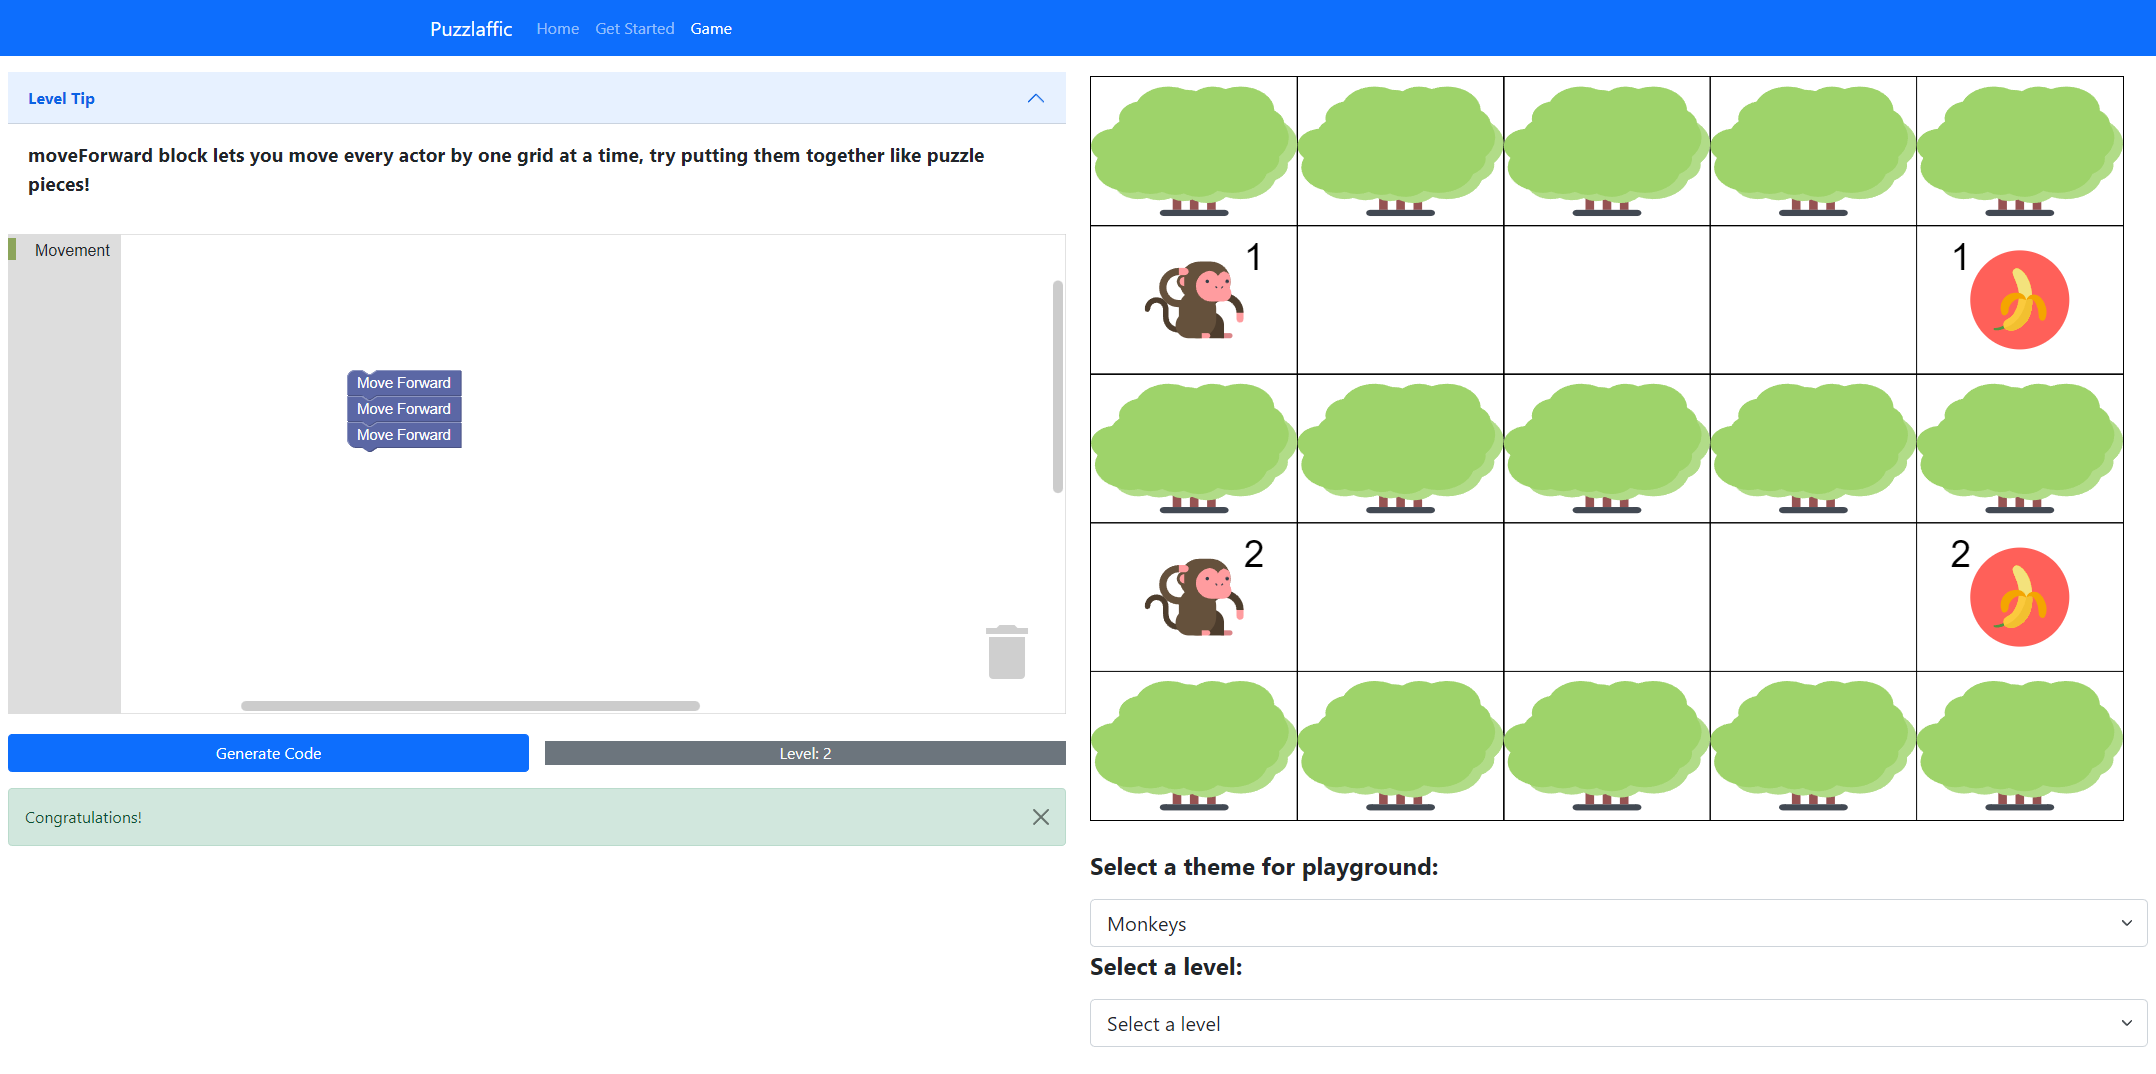 Puzzlaffic Home Get Started Game
Level Tip
moveForward block lets you move every actor by one grid at a time, try putting them together like puzzle
pieces!
Movement
Move Forward
Move Forward
Move Forward
Generate Code
Level: 2
Congratulations!
1
1
2
2
Select a theme for playground:
Monkeys
Select a level:
Select a level